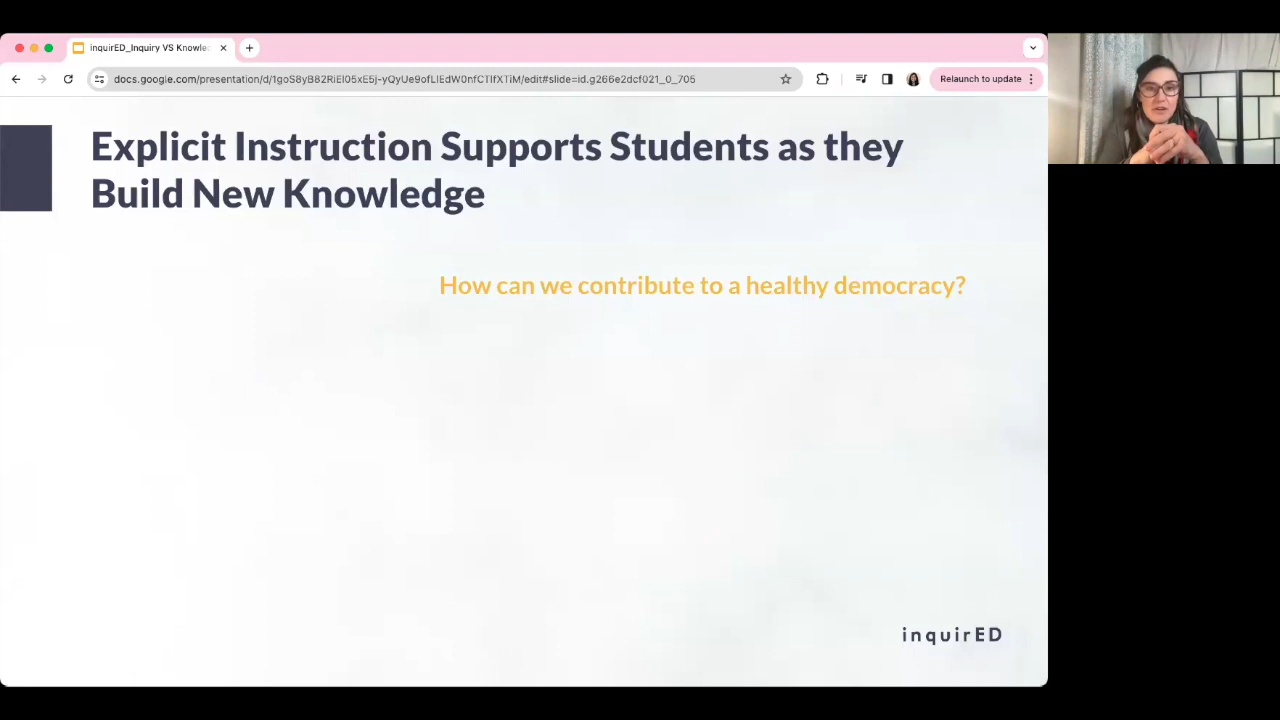 inquirED_Inquiry VS Knowle
docs.google.com/presentation/d/1goS8yB82RiEI05xE5j-yQyUe9ofLIEdW0nfCTIfXTiM/edit#slide=id.g266e2dcf021_0_705
Relaunch to update
Explicit Instruction Supports Students as they
Build New Knowledge
How can we contribute to a healthy democracy?
inquirED